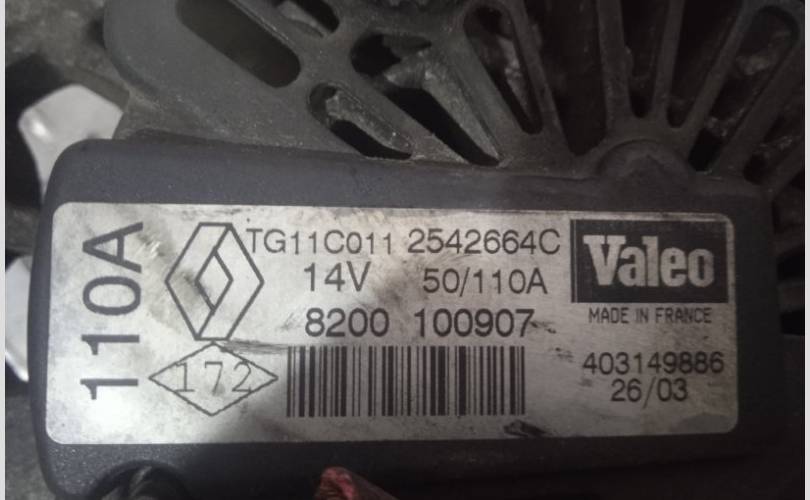 110A
TG11C011 2542664C
14V 50/110A
8200 100907
172
Valeo
MADE IN FRANCE
403149886
26/03